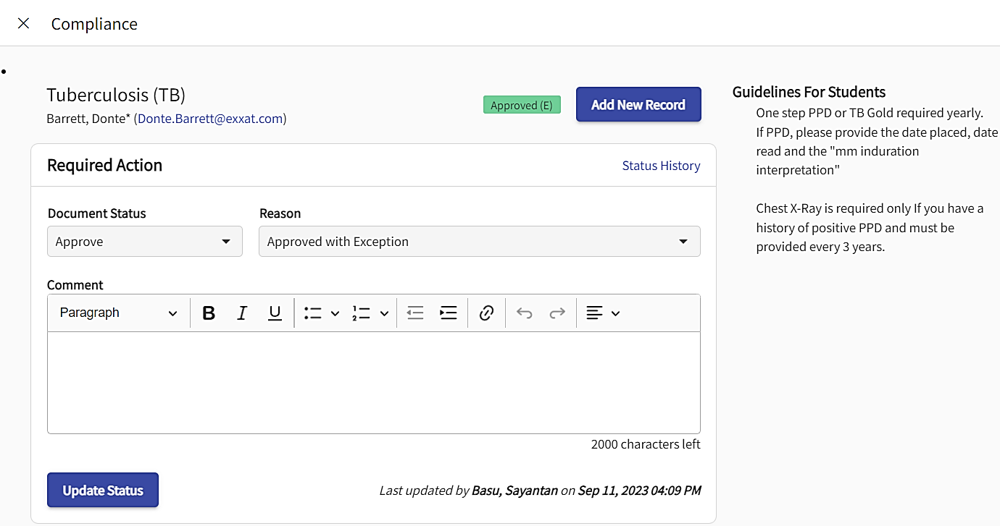 Compliance
Tuberculosis (TB)
Barrett, Donte* (Donte.Barrett@exxat.com)
Approved (E)
Add New Record
Required Action
Status History
Document Status
Reason
Approve
Approved with Exception
Comment
Paragraph
B
I
U
2000 characters left
Update Status
Last updated by Basu, Sayantan on Sep 11, 2023 04:09 PM
Guidelines For Students
One step PPD or TB Gold required yearly.
If PPD, please provide the date placed, date
read and the "mm induration
interpretation"
Chest X-Ray is required only If you have a
history of positive PPD and must be
provided every 3 years.